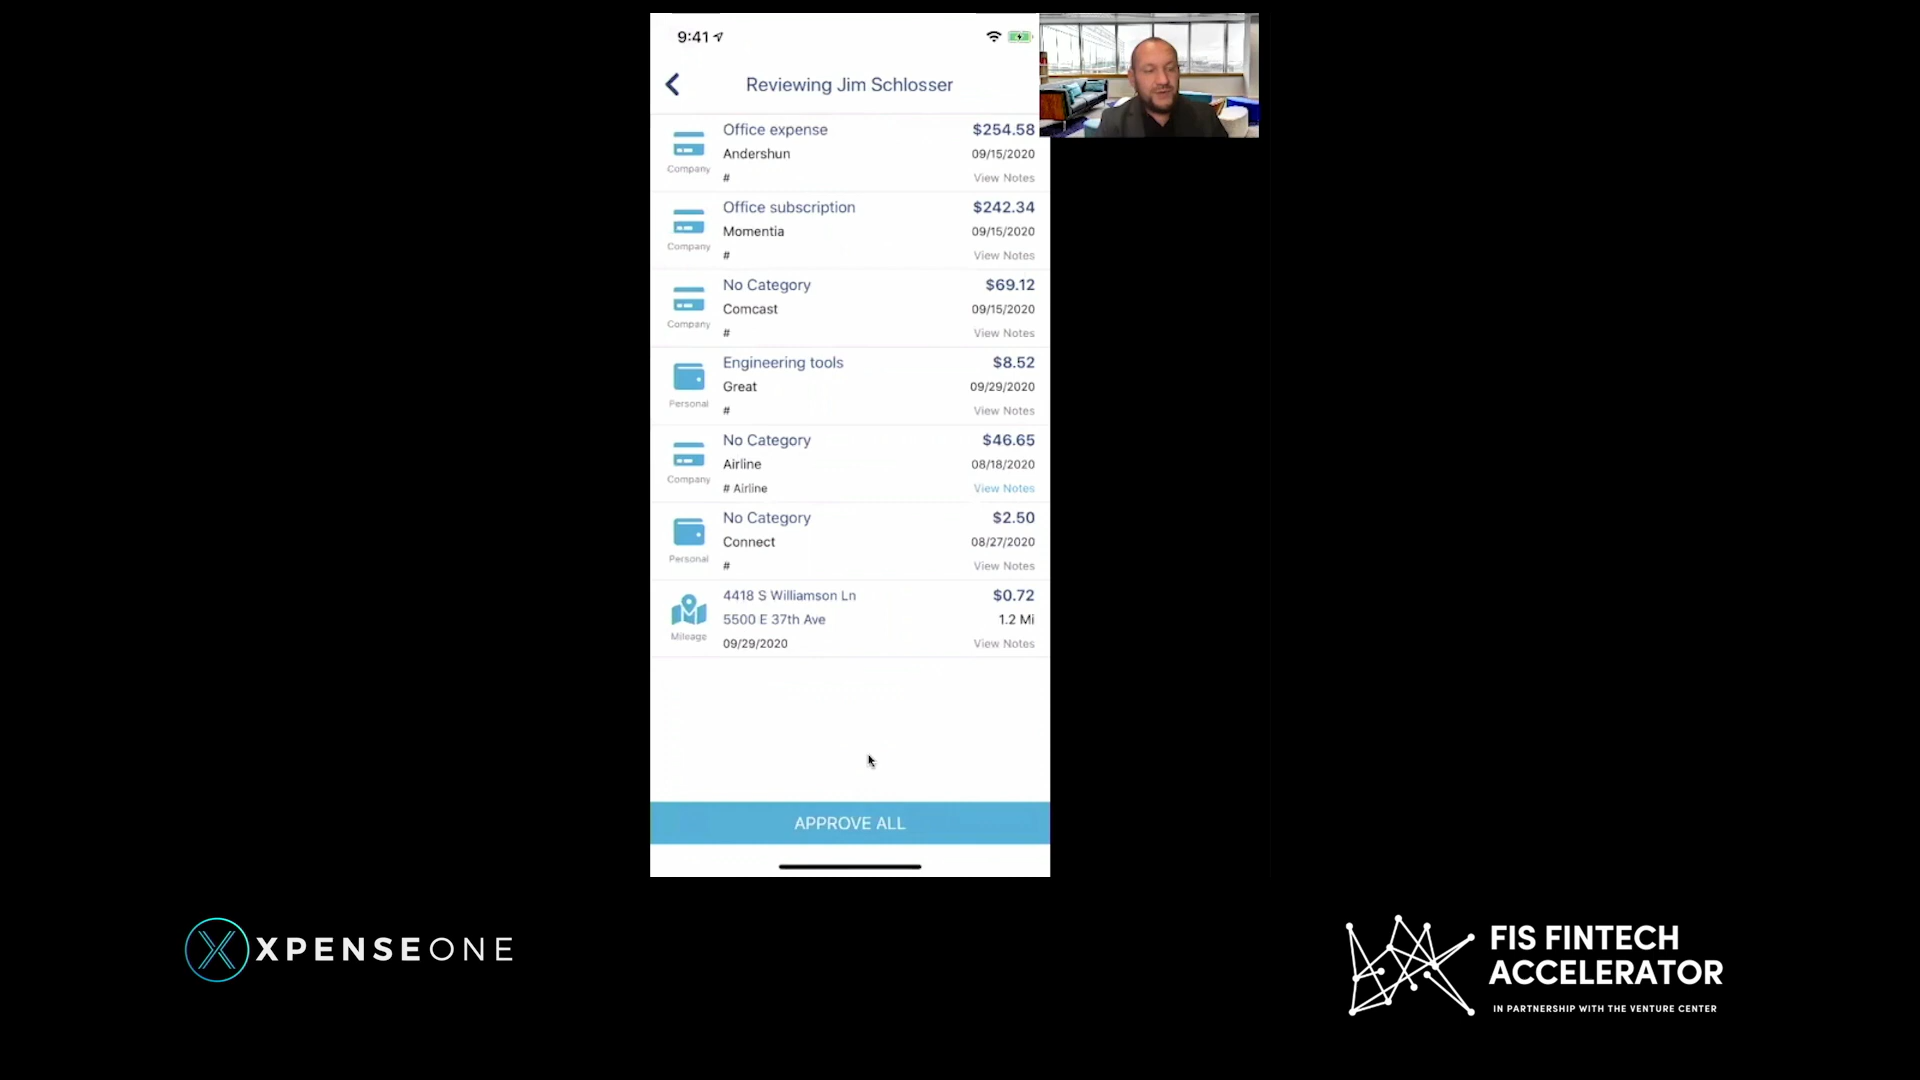 9:41
Reviewing Jim Schlosser
Office expense $254.58
Andershun 09/15/2020
Company
# View Notes
Office subscription $242.34
Momentia 09/15/2020
Company
# View Notes
No Category $69.12
Comcast 09/15/2020
Company
# View Notes
Engineering tools $8.52
Great 09/29/2020
Personal
# View Notes
No Category $46.65
Airline 08/18/2020
Company
# Airline View Notes
No Category $2.50
Connect 08/27/2020
Personal
# View Notes
4418 S Williamson Ln $0.72
5500 E 37th Ave 1.2 Mi
Mileage
09/29/2020 View Notes
APPROVE ALL
XPENSEONE
FIS FINTECH
ACCELERATOR
IN PARTNERSHIP WITH THE VENTURE CENTER